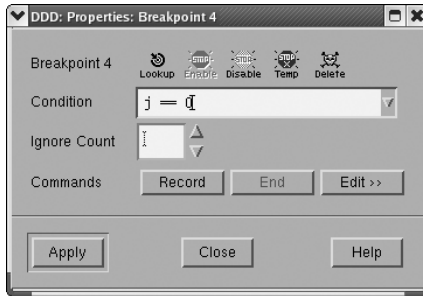 DDD: Properties: Breakpoint 4
Breakpoint 4
Lookup Enable Disable Temp Delete
Condition j == 0
Ignore Count
Commands Record End Edit >>
Apply Close Help